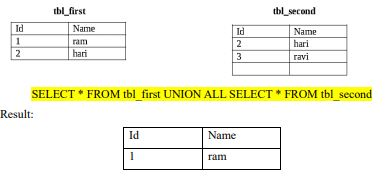 tbl_first tbl_second
Id Name Id Name
1 ram 2 hari
2 hari 3 ravi
SELECT * FROM tbl_first UNION ALL SELECT * FROM tbl_second
Result:
Id Name
1 ram